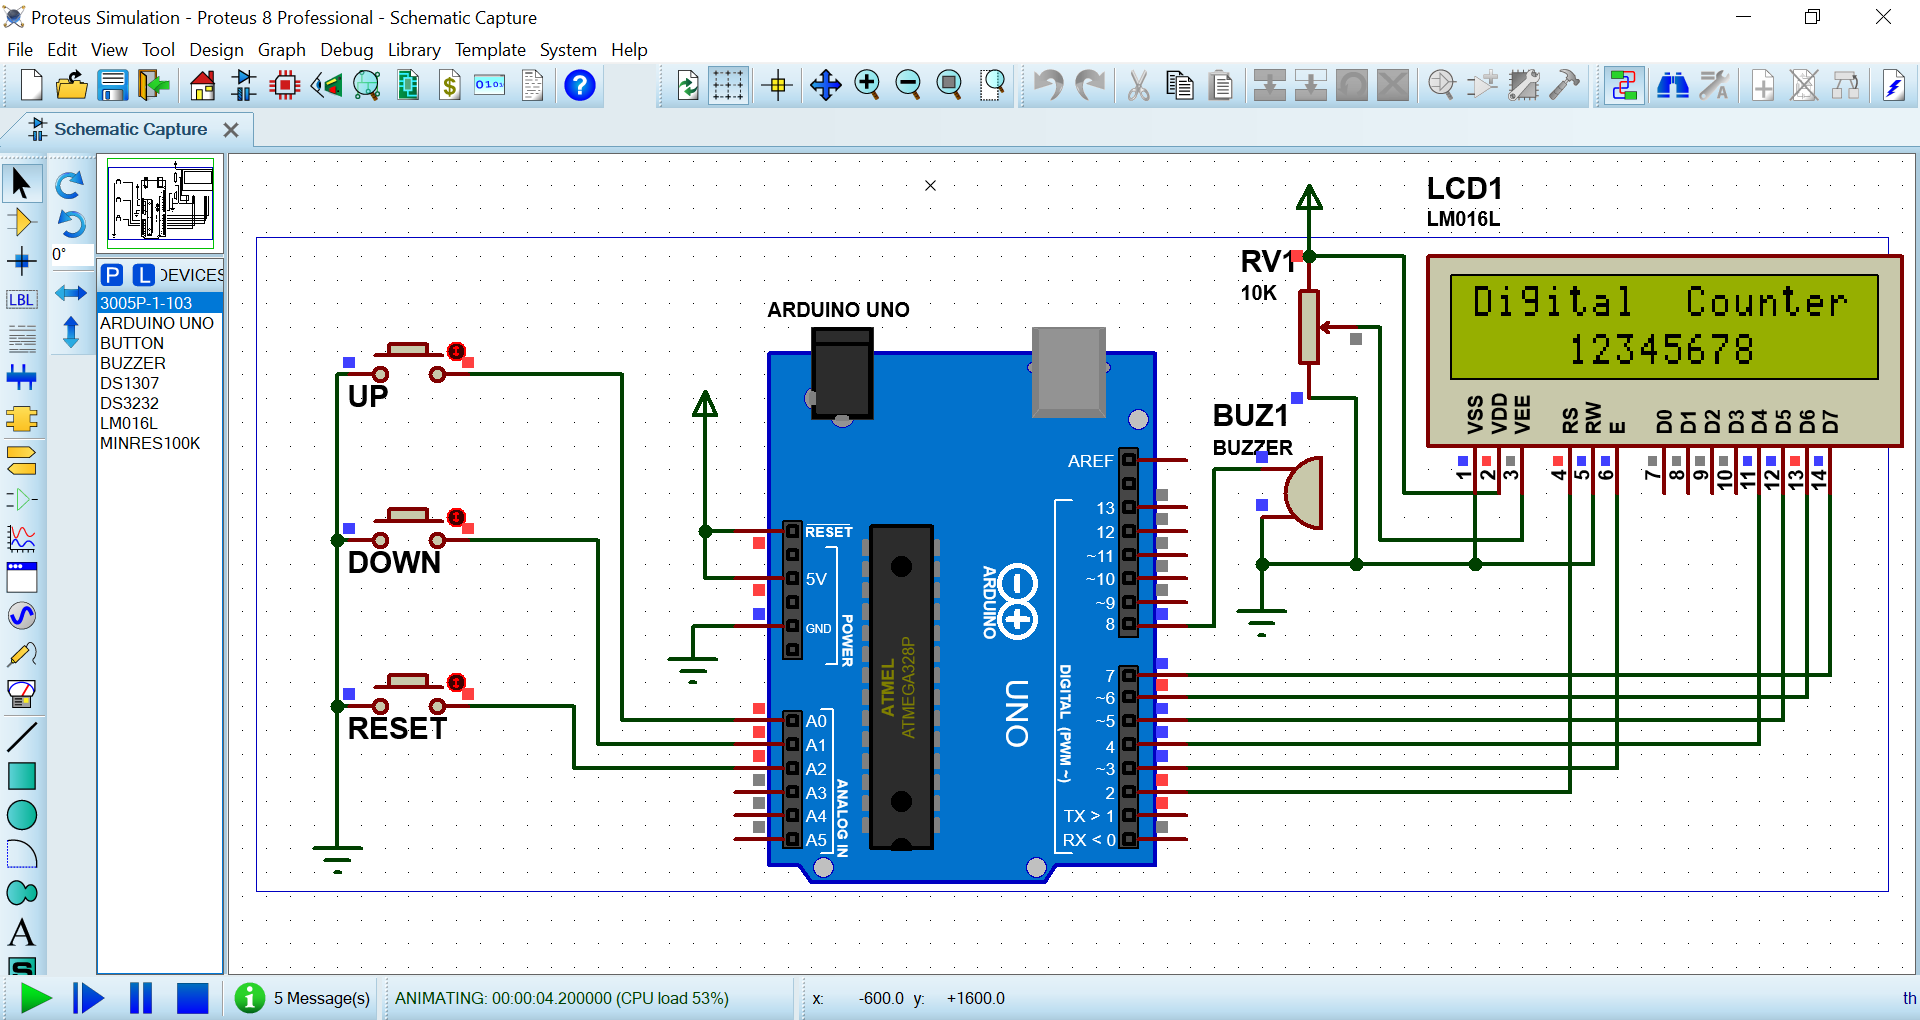 Proteus Simulation - Proteus 8 Professional - Schematic Capture
File Edit View Tool Design Graph Debug Library Template System Help
Schematic Capture
0°
LBL
P L DEVICES
3005P-1-103
ARDUINO UNO
BUTTON
BUZZER
DS1307
DS3232
LM016L
MINRES100K
A
S
UP
DOWN
RESET
ARDUINO UNO
RESET
5V
GND
POWER
A0
A1
A2
A3
A4
A5
ANALOG IN
ATMEL
ATMEGA328P
ARDUINO
UNO
AREF
13
12
~11
~10
~9
8
7
~6
~5
4
~3
2
TX > 1
RX < 0
DIGITAL (PWM ~)
RV1
10K
BUZ1
BUZZER
LCD1
LM016L
Digital Counter
12345678
VSS VDD VEE RS RW E D0 D1 D2 D3 D4 D5 D6 D7
1 2 3 4 5 6 7 8 9 10 11 12 13 14
5 Message(s)
ANIMATING: 00:00:04.200000 (CPU load 53%)
x: -600.0 y: +1600.0
th